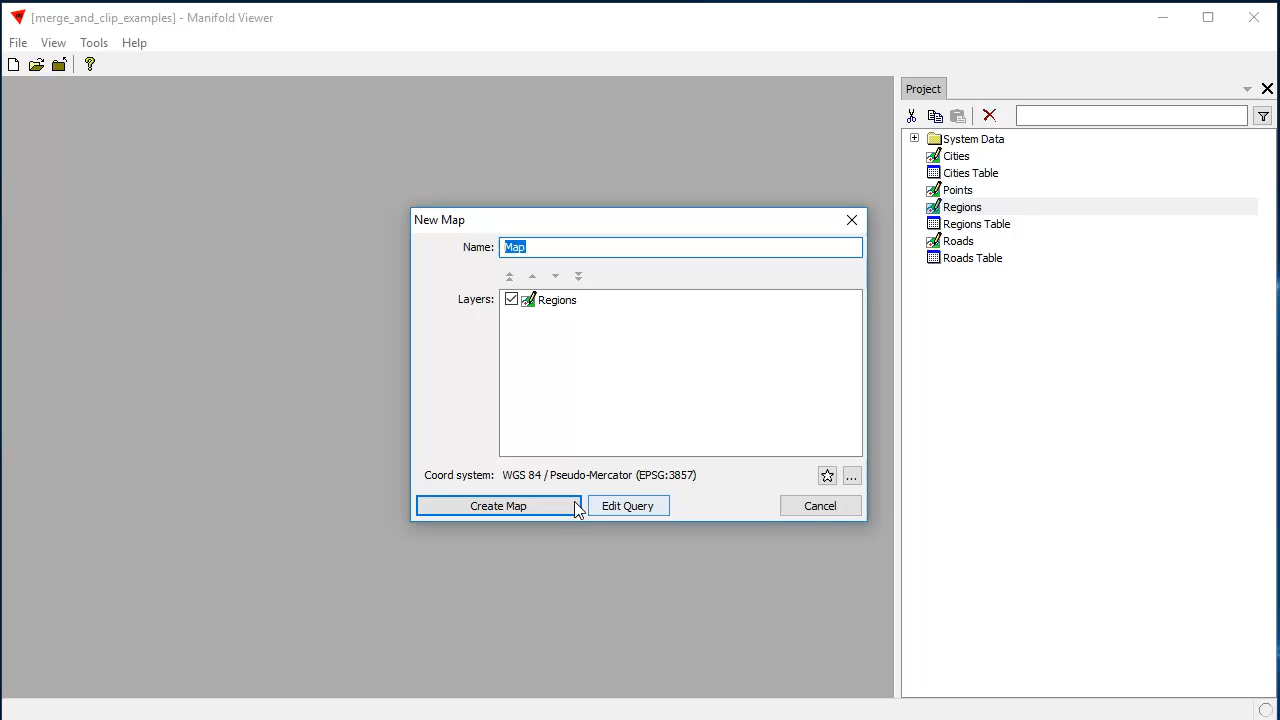 [merge_and_clip_examples] - Manifold Viewer
File View Tools Help
Project
System Data
Cities
Cities Table
Points
Regions
Regions Table
Roads
Roads Table
New Map
Name: Map
Layers: Regions
Coord system: WGS 84 / Pseudo-Mercator (EPSG:3857)
...
Create Map Edit Query Cancel